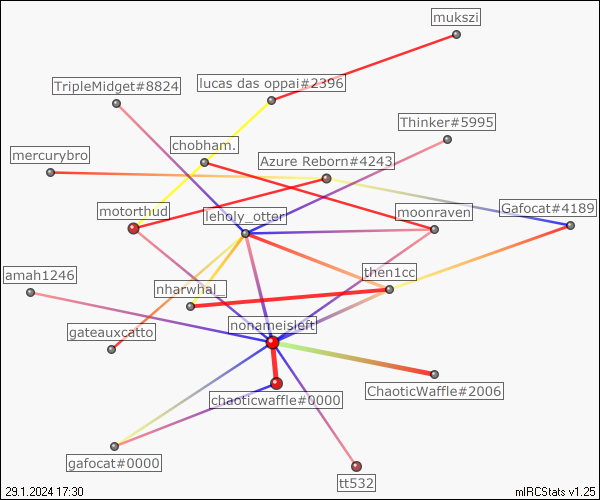 mukszi
TripleMidget#8824
lucas das oppai#2396
Thinker#5995
chobham.
mercurybro
Azure Reborn#4243
motorthud
leholy_otter
moonraven
Gafocat#4189
amah1246
then1cc
nharwhal_
gateauxcatto
nonameisleft
ChaoticWaffle#2006
chaoticwaffle#0000
gafocat#0000
tt532
29.1.2024 17:30
mIRCStats v1.25